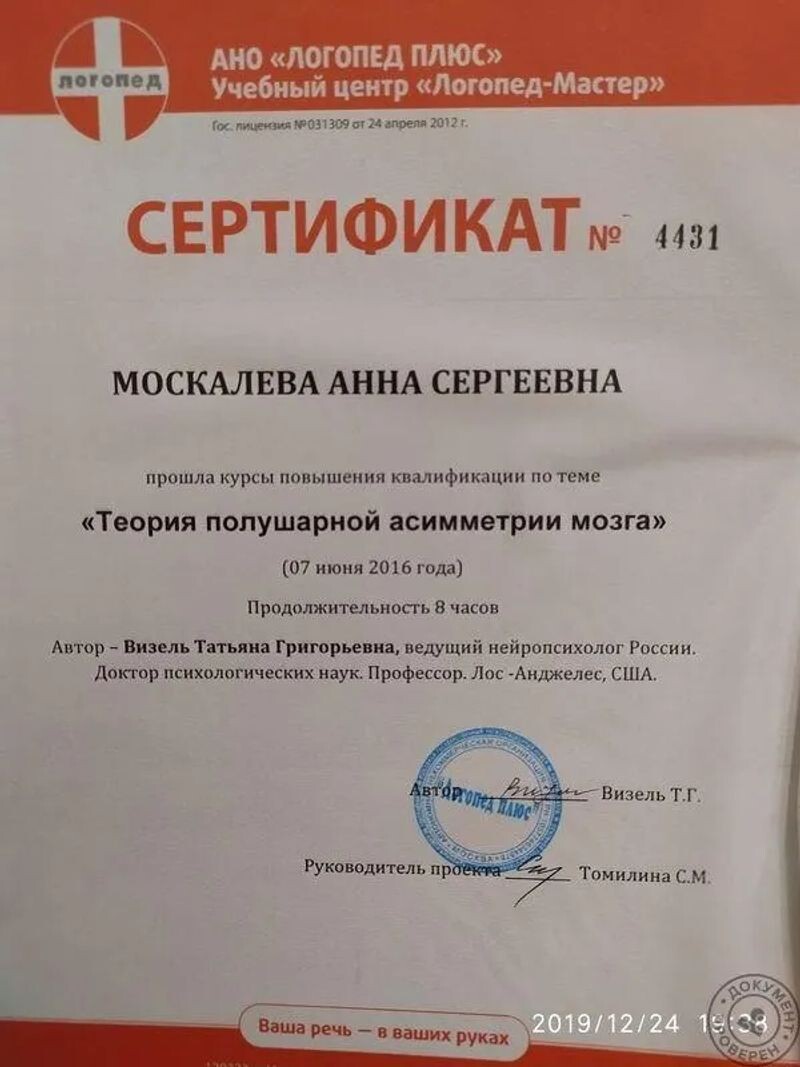 логопед
АНО «ЛОГОПЕД ПЛЮС»
Учебный центр «Логопед-Мастер»
Гос. лицензия №031309 от 24 апреля 2012 г.
СЕРТИФИКАТ № 4431
МОСКАЛЕВА АННА СЕРГЕЕВНА
прошла курсы повышения квалификации по теме
«Теория полушарной асимметрии мозга»
(07 июня 2016 года)
Продолжительность 8 часов
Автор – Визель Татьяна Григорьевна, ведущий нейропсихолог России.
Доктор психологических наук. Профессор. Лос -Анджелес, США.
Автор Визель Т.Г.
"Логопед плюс"
Руководитель проекта Томилина С.М.
Ваша речь — в ваших руках
2019/12/24
ДОКУМЕНТ
ПРОВЕРЕН